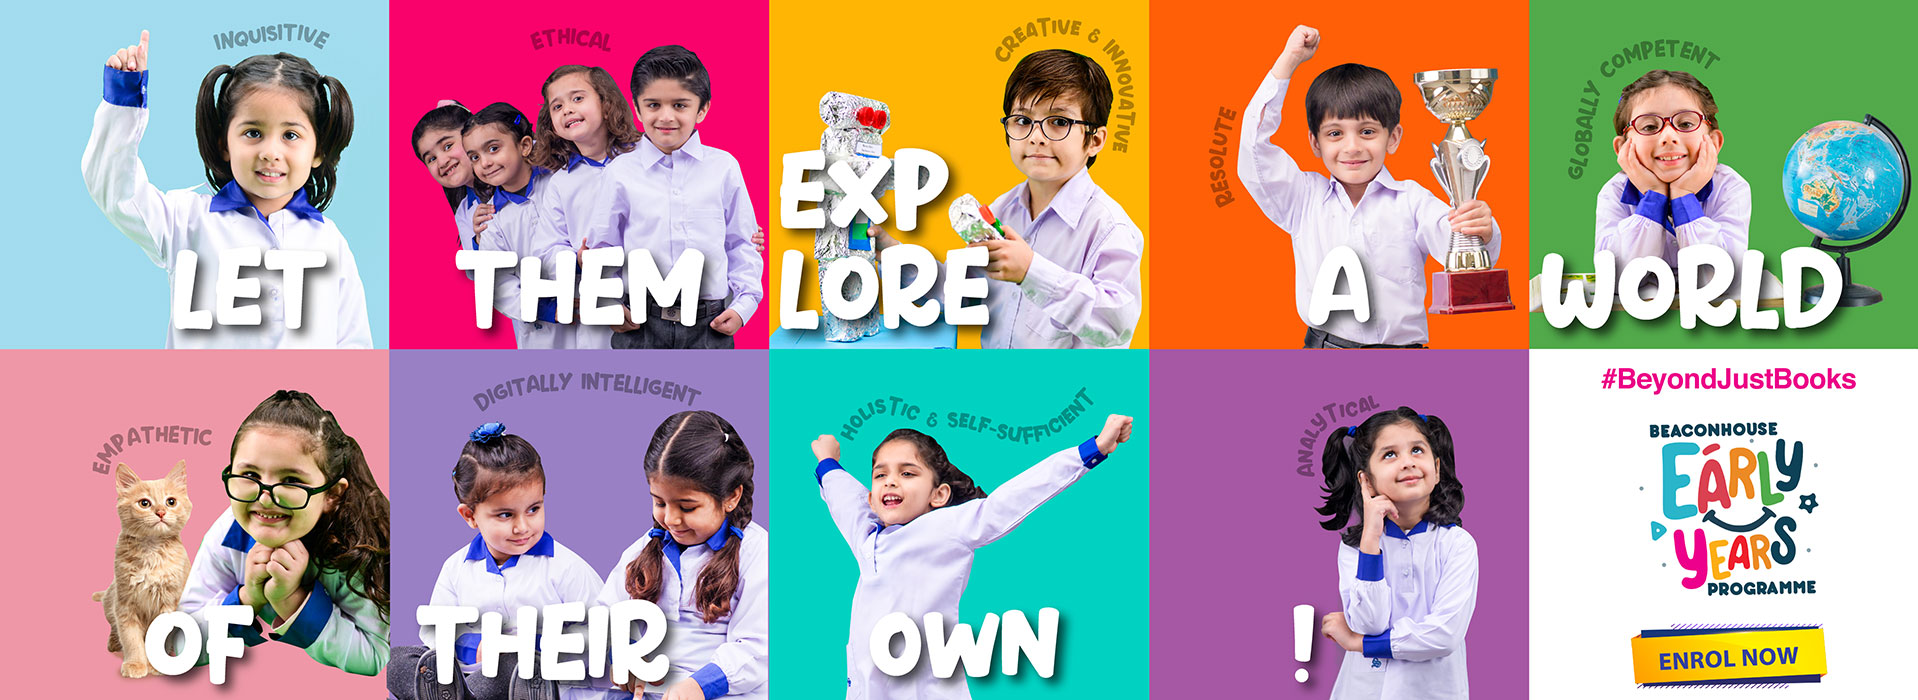 INQUISITIVE
LET
ETHICAL
THEM
CREATIVE & INNOVATIVE
EXP
LORE
RESOLUTE
A
GLOBALLY COMPETENT
WORLD
EMPATHETIC
OF
DIGITALLY INTELLIGENT
THEIR
HOLISTIC & SELF-SUFFICIENT
OWN
ANALYTICAL
!
#BeyondJustBooks
BEACONHOUSE
EARLY
YEARS
PROGRAMME
ENROL NOW